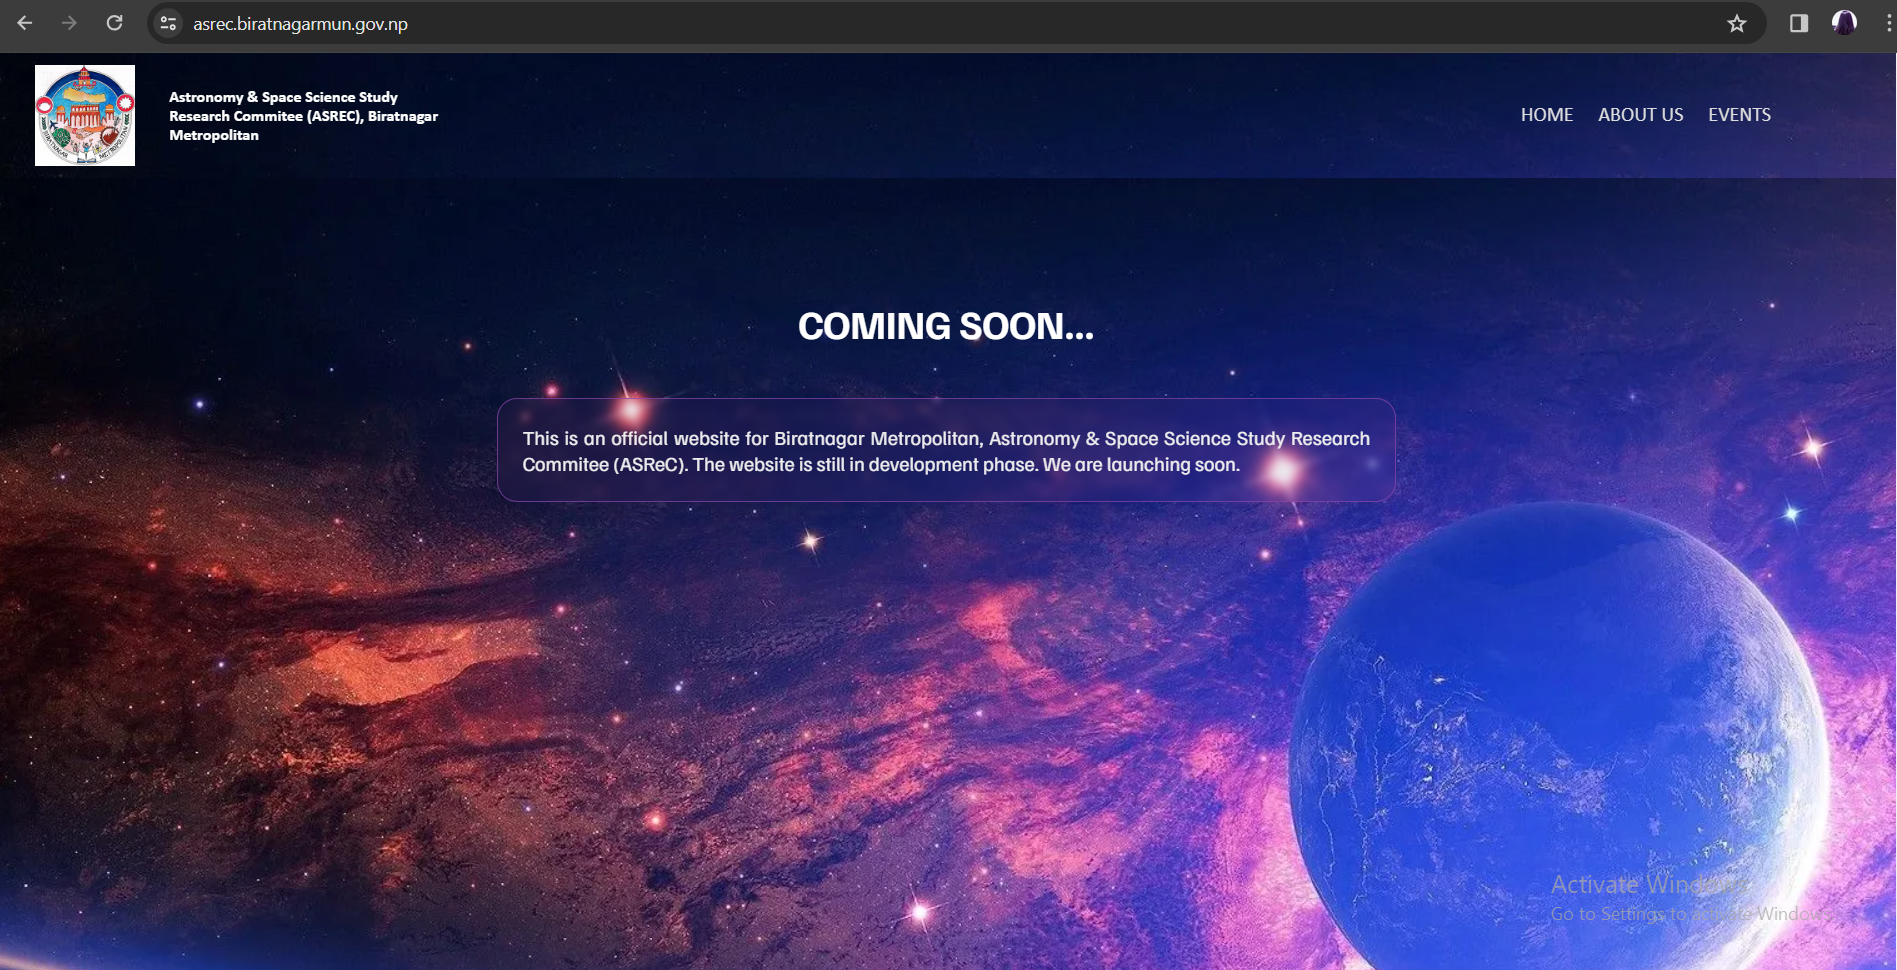 asrec.biratnagarmun.gov.np
Astronomy & Space Science Study
Research Commitee (ASREC), Biratnagar
Metropolitan
HOME ABOUT US EVENTS
COMING SOON...
This is an official website for Biratnagar Metropolitan, Astronomy & Space Science Study Research
Commitee (ASReC). The website is still in development phase. We are launching soon.
Activate Windows
Go to Settings to activate Windows.
BIRATNAGAR METROPOLITAN